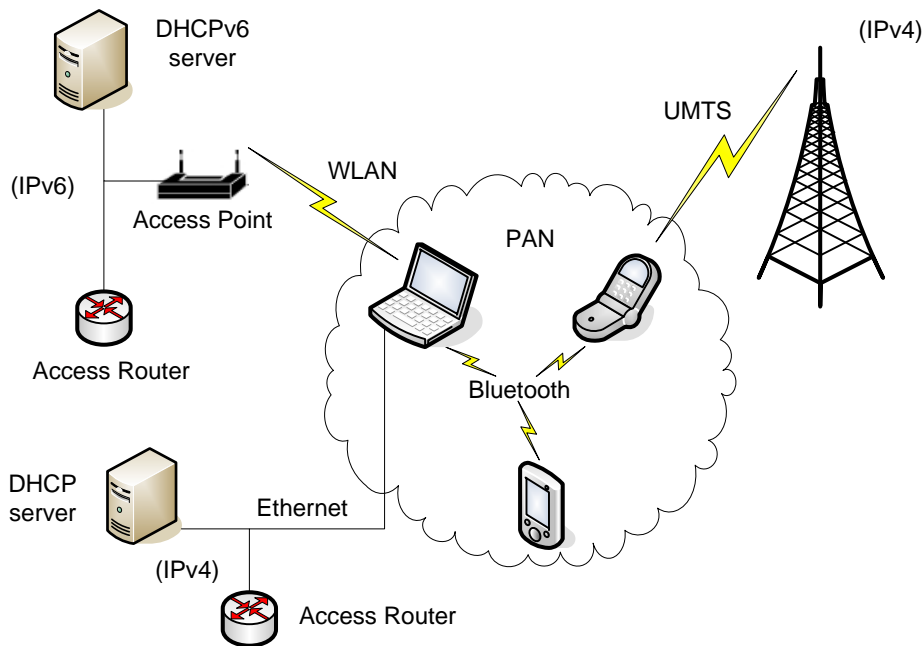 DHCPv6
server
(IPv4)
UMTS
WLAN
(IPv6)
Access Point
PAN
Access Router
Bluetooth
DHCP
server
Ethernet
(IPv4)
Access Router